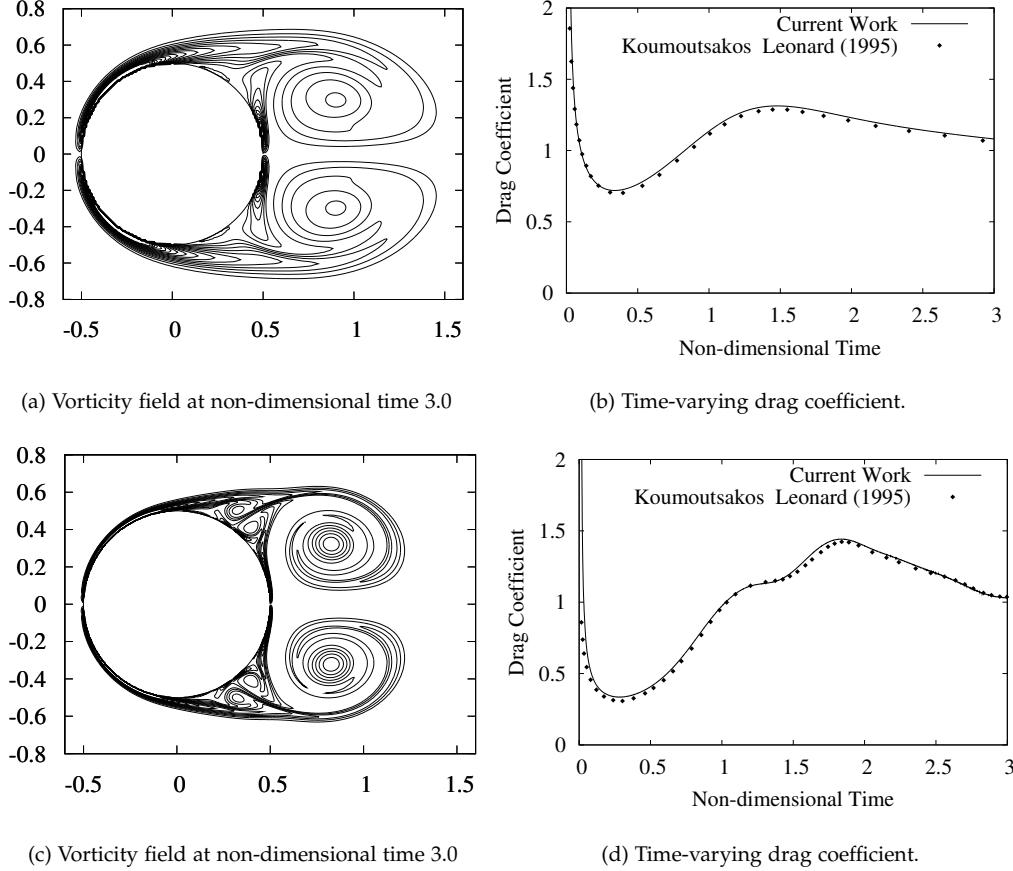 0.8
0.6
0.4
0.2
0
-0.2
-0.4
-0.6
-0.8
-0.5 0 0.5 1 1.5
2
1.5
1
0.5
0
Drag Coefficient
Current Work
Koumoutsakos Leonard (1995)
0 0.5 1 1.5 2 2.5 3
Non-dimensional Time
(a) Vorticity field at non-dimensional time 3.0
(b) Time-varying drag coefficient.
0.8
0.6
0.4
0.2
0
-0.2
-0.4
-0.6
-0.8
-0.5 0 0.5 1 1.5
2
1.5
1
0.5
0
Drag Coefficient
Current Work
Koumoutsakos Leonard (1995)
0 0.5 1 1.5 2 2.5 3
Non-dimensional Time
(c) Vorticity field at non-dimensional time 3.0
(d) Time-varying drag coefficient.